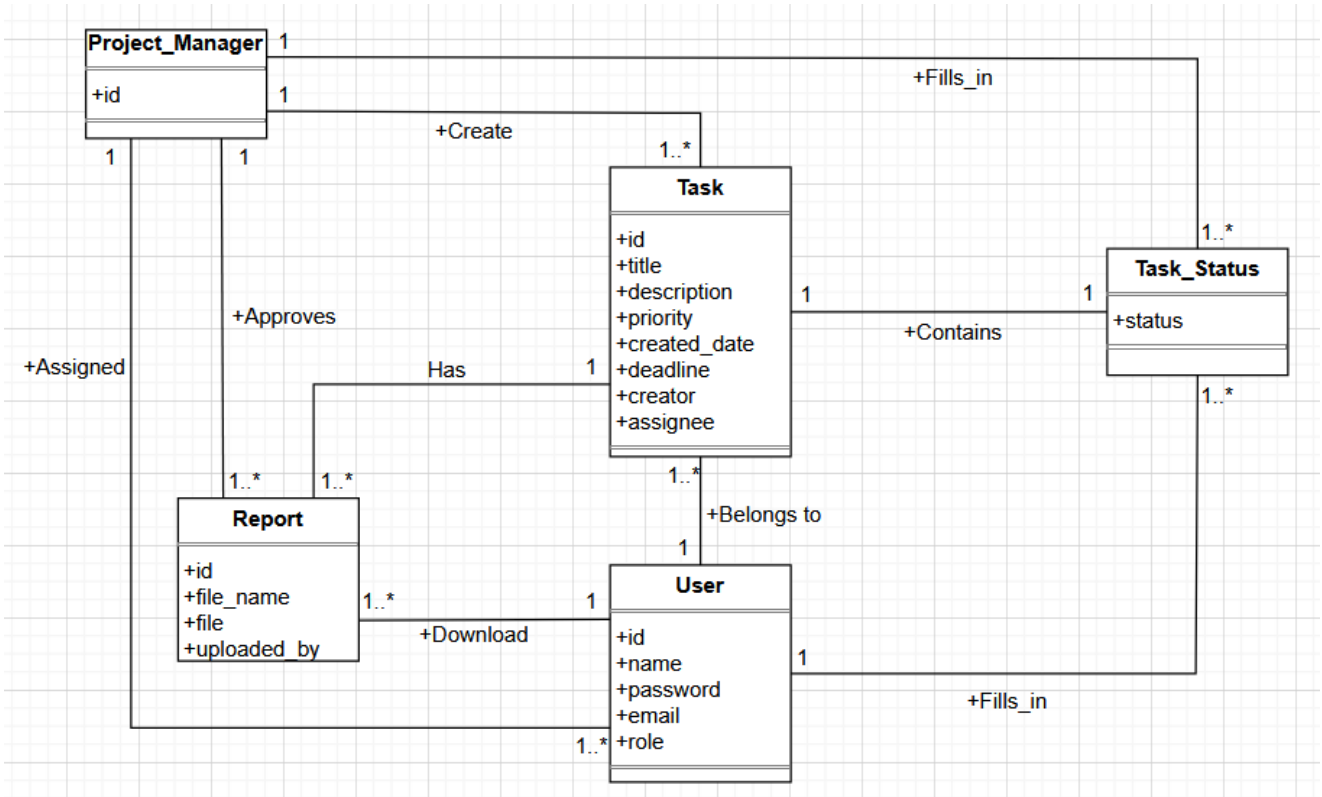 Project_Manager
+id
1
1
1
1
+Fills_in
+Create
1..*
Task
+id
+title
+description
+priority
+created_date
+deadline
+creator
+assignee
1..*
Task_Status
+status
1
1
+Contains
1..*
+Approves
+Assigned
Has
1
1..*
1..*
1..*
+Belongs to
1
Report
+id
+file_name
+file
+uploaded_by
1..*
1
+Download
User
+id
+name
+password
+email
+role
1
+Fills_in
1..*